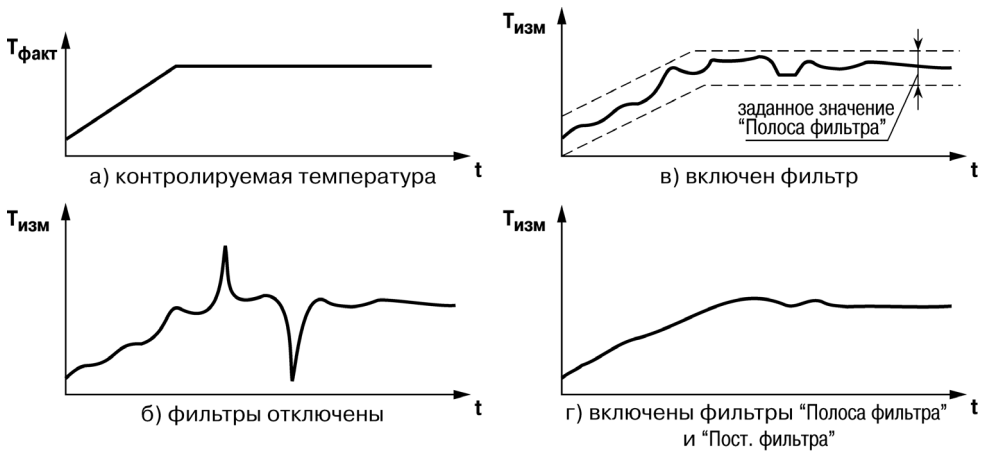 Tфакт
t
а) контролируемая температура
Tизм
заданное значение
“Полоса фильтра”
t
в) включен фильтр
Tизм
t
б) фильтры отключены
Tизм
t
г) включены фильтры “Полоса фильтра”
и “Пост. фильтра”